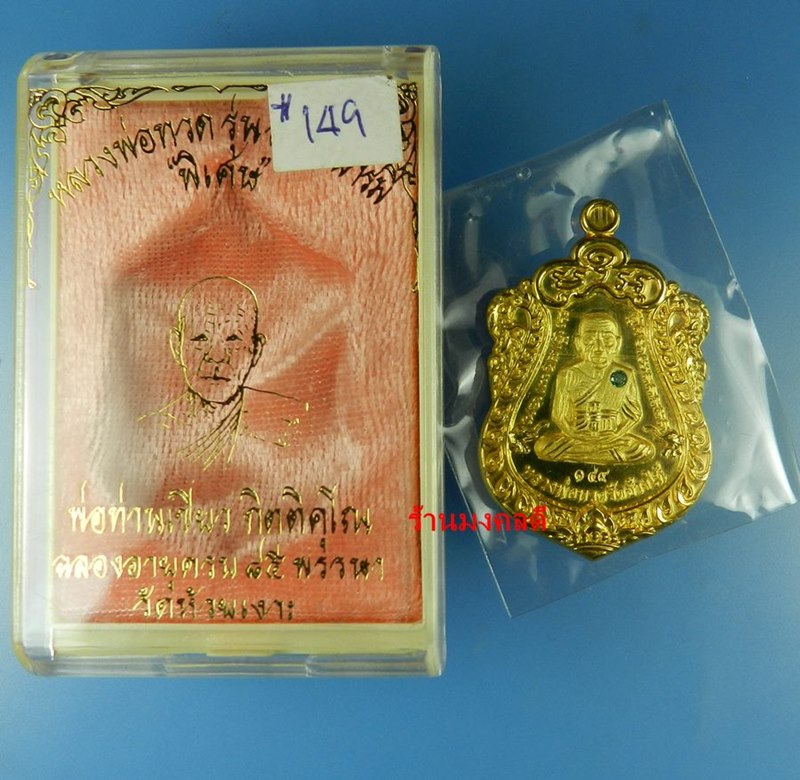 #149
หลวงพ่อทวด รุ่น
"พิเศษ"
พ่อท่านเขียว กิตติคุโณ
ฉลองอายุครบ ๘๕ พรรษา
วัดห้วยเงาะ
ร้านมงคลดี
๑๔๙